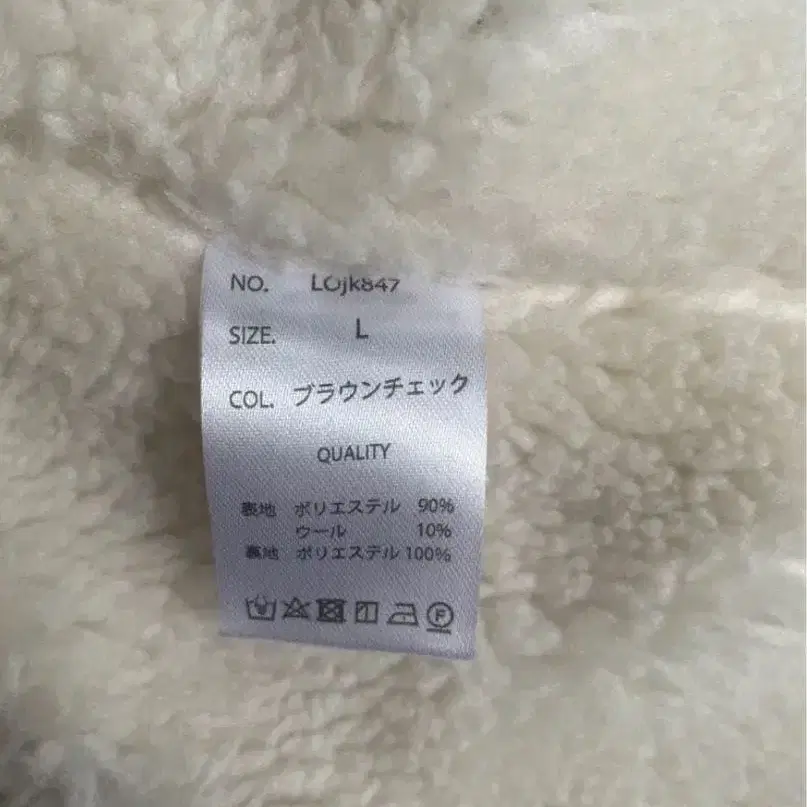 NO. LOjk847
SIZE. L
COL. ブラウンチェック
QUALITY
表地 ポリエステル 90%
ウール 10%
裏地 ポリエステル 100%
F